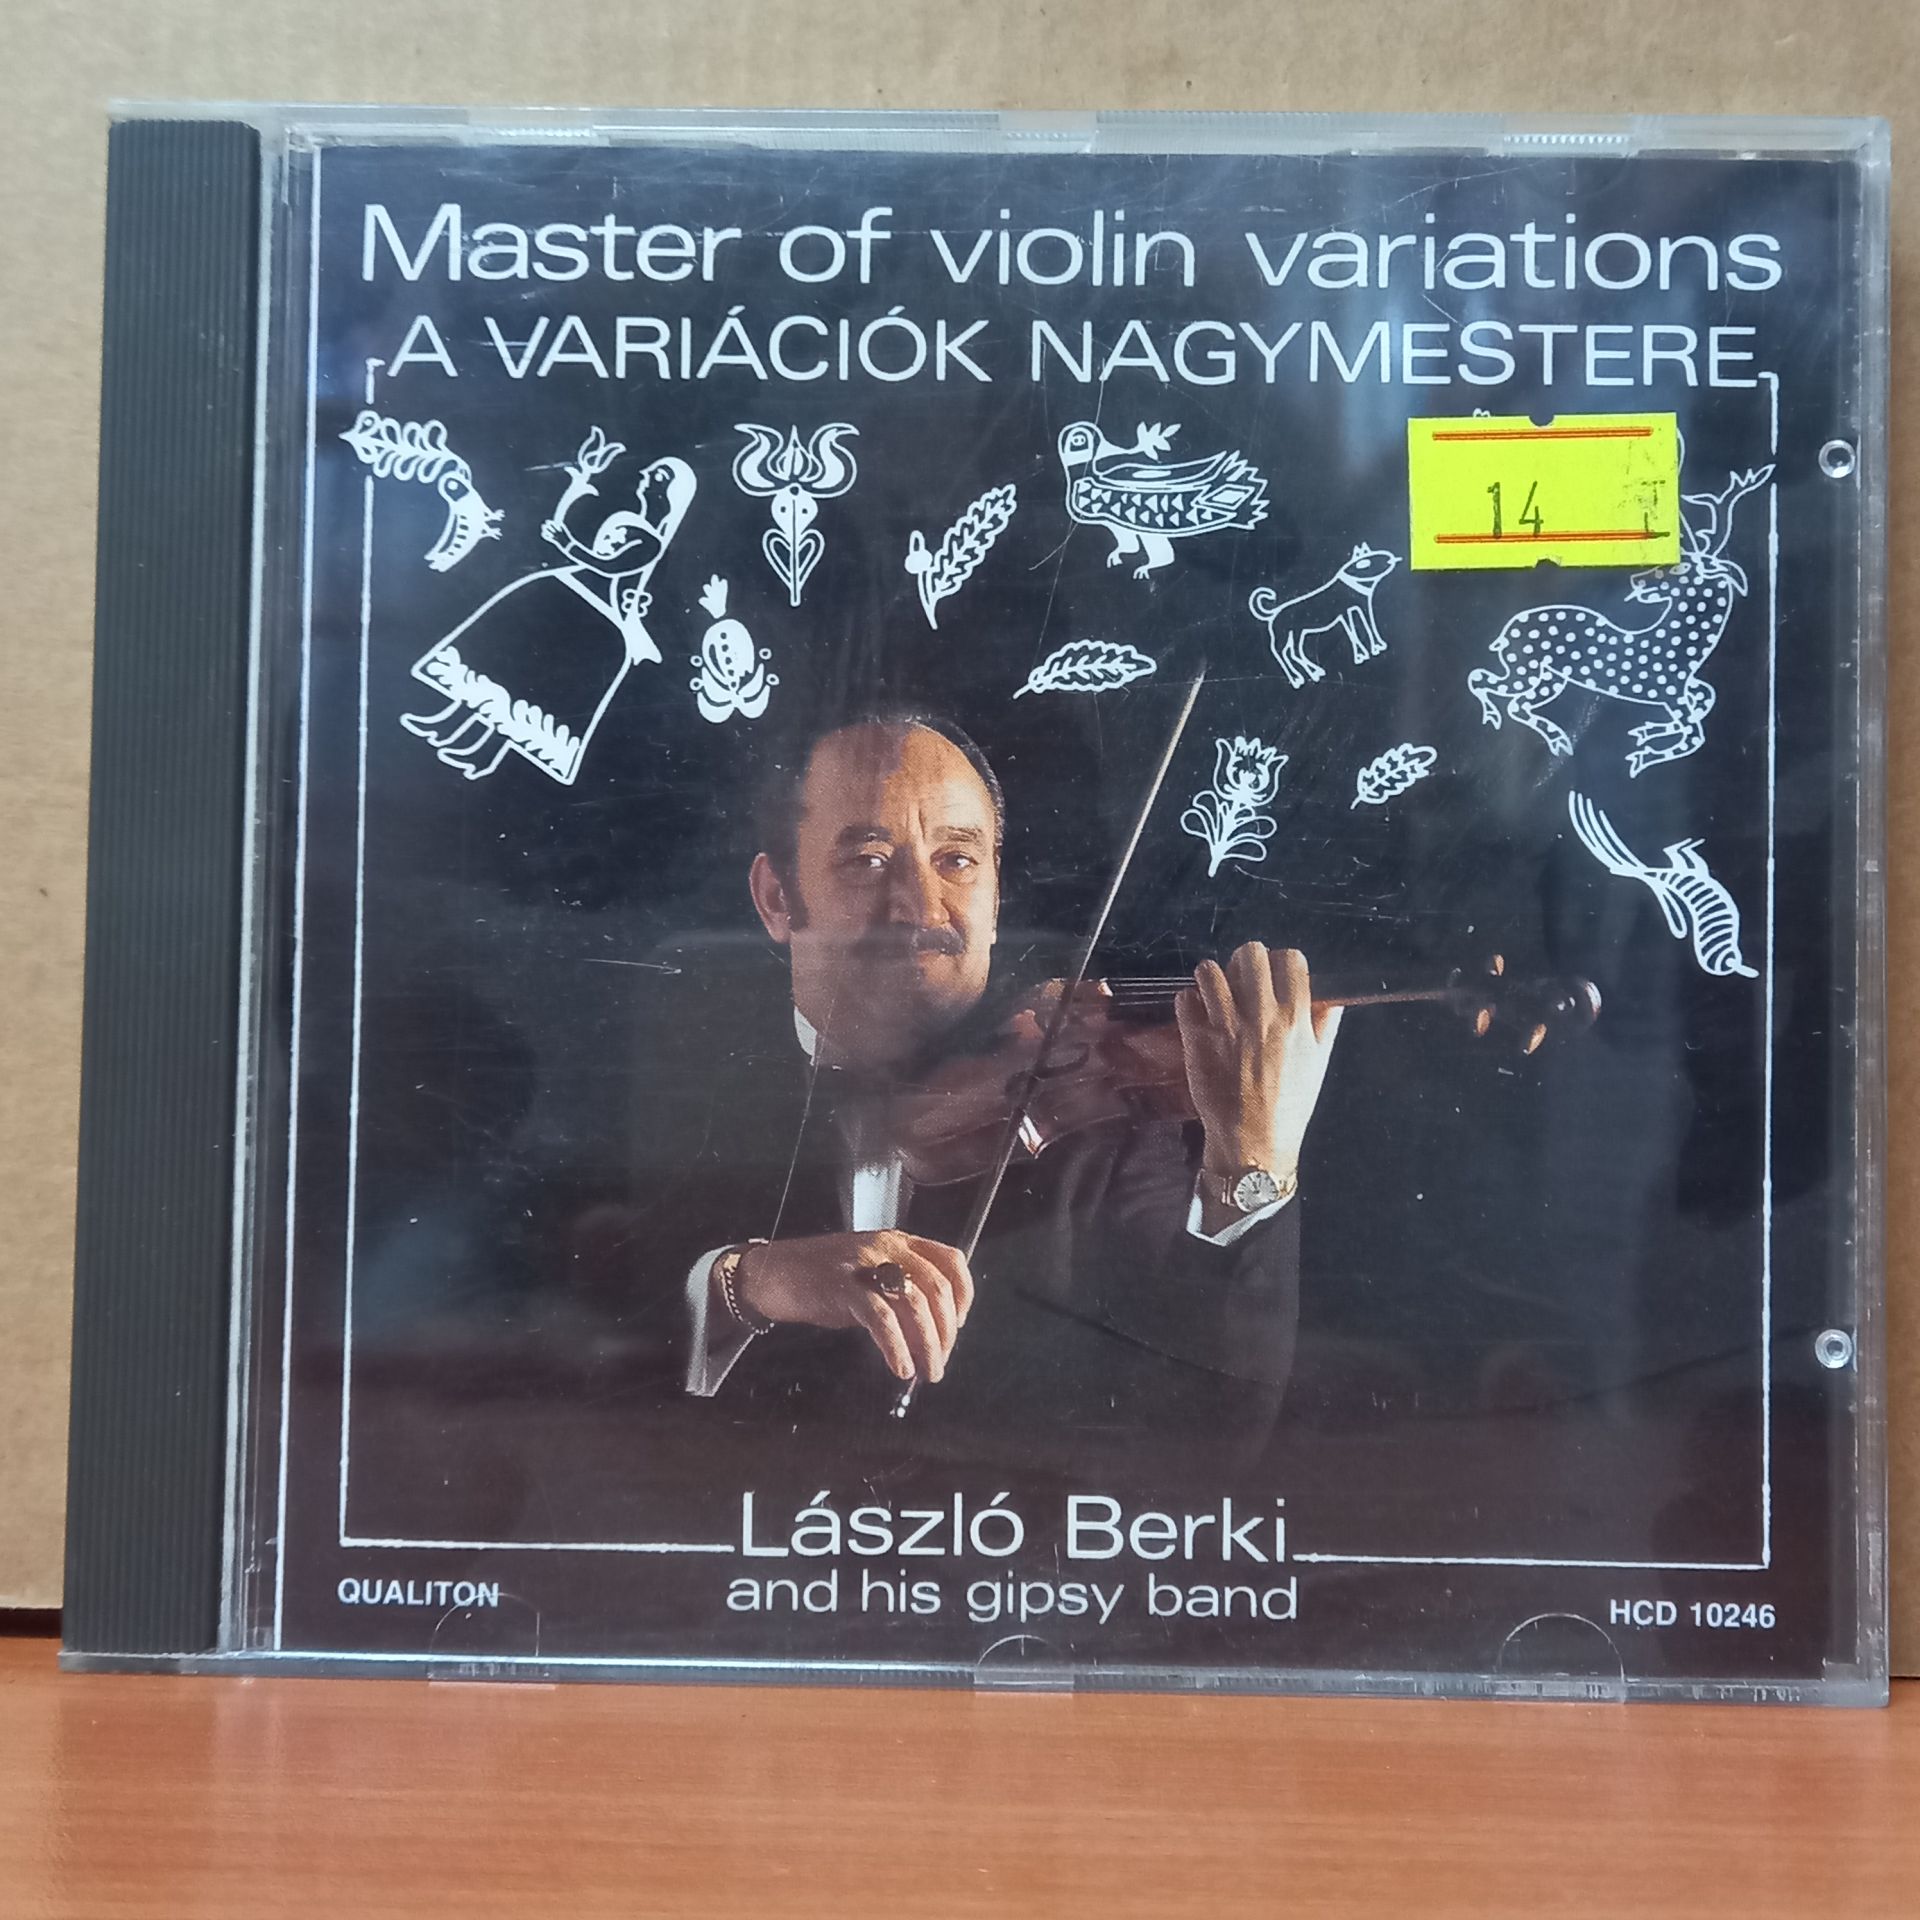 Master of violin variations
A VARIÁCIÓK NAGYMESTERE
14
László Berki
and his gipsy band
QUALITON
HCD 10246